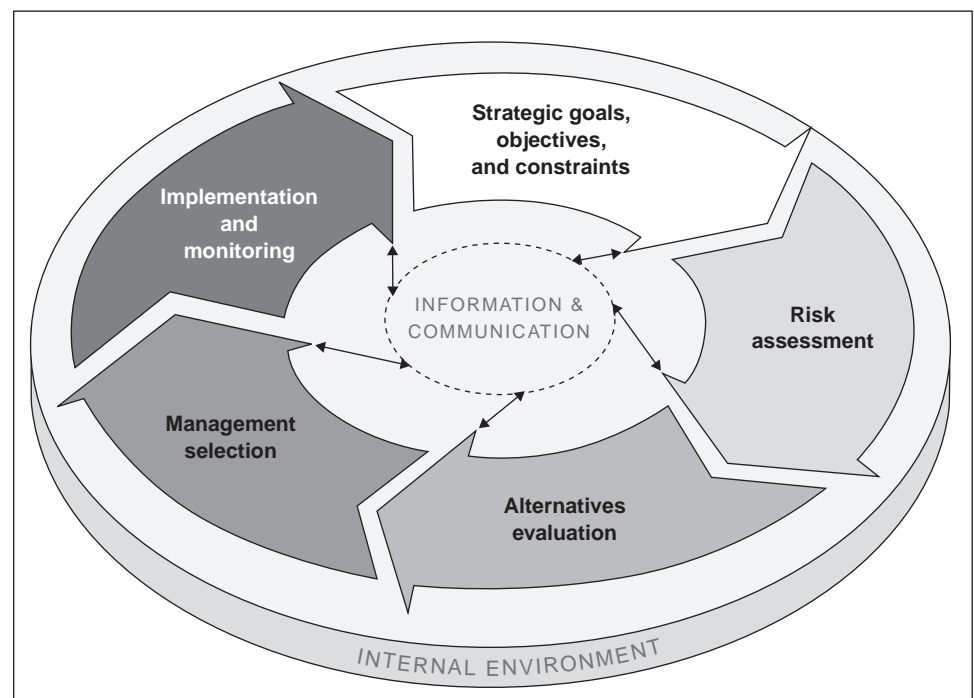 Strategic goals,
objectives,
and constraints
Implementation
and
monitoring
INFORMATION &
COMMUNICATION
Risk
assessment
Management
selection
Alternatives
evaluation
INTERNAL ENVIRONMENT